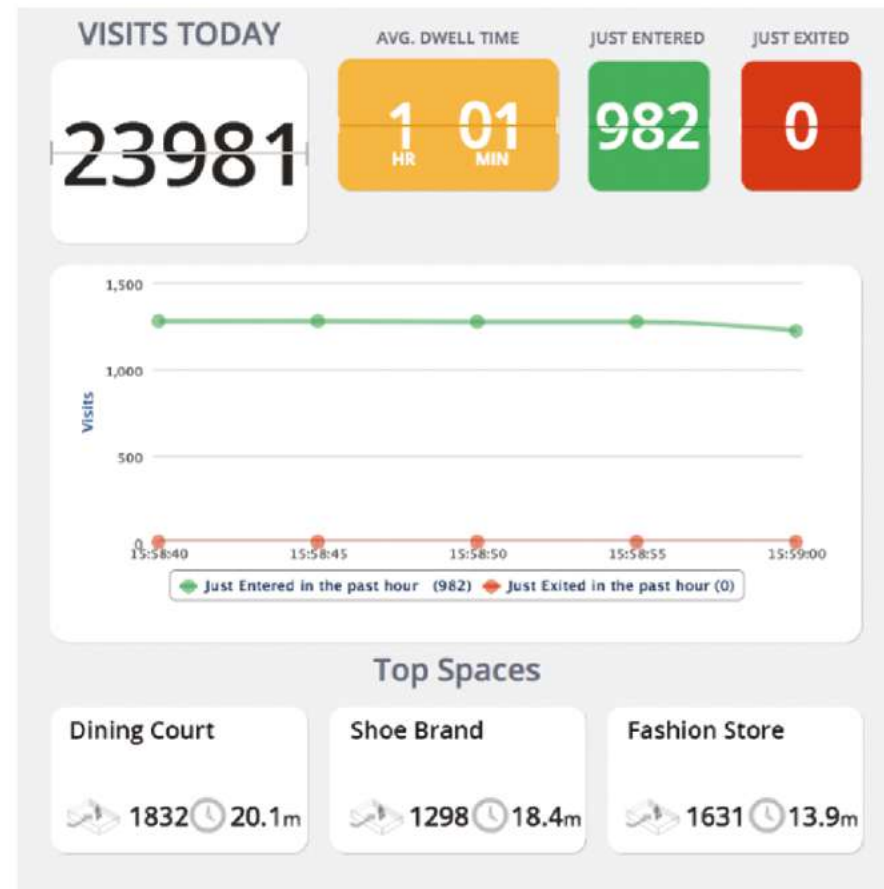 VISITS TODAY
AVG. DWELL TIME
JUST ENTERED
JUST EXITED
23981
1 01
HR MIN
982
0
1,500
1,000
500
0
Visits
15:58:40 15:58:45 15:58:50 15:58:55 15:59:00
Just Entered in the past hour (982) Just Exited in the past hour (0)
Top Spaces
Dining Court
1832 20.1m
Shoe Brand
1298 18.4m
Fashion Store
1631 13.9m